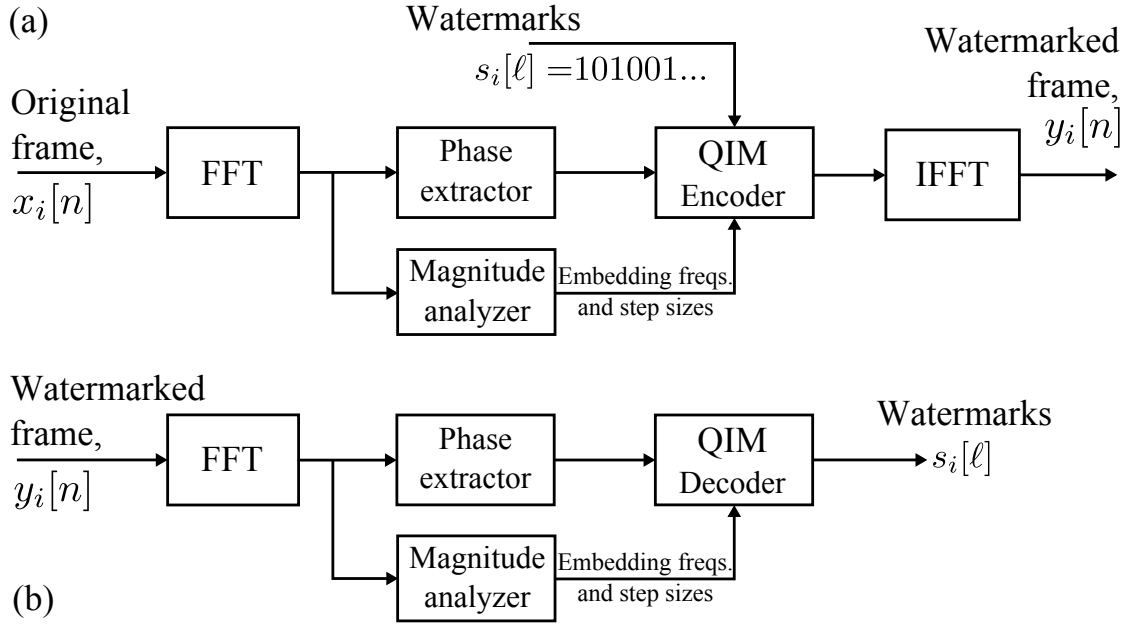 (a)
Watermarks
s_i[ℓ] =101001...
Watermarked
frame,
y_i[n]
Original
frame,
x_i[n]
FFT
Phase
extractor
QIM
Encoder
IFFT
Magnitude
analyzer
Embedding freqs.
and step sizes
Watermarked
frame,
y_i[n]
FFT
Phase
extractor
QIM
Decoder
Watermarks
s_i[ℓ]
Magnitude
analyzer
Embedding freqs.
and step sizes
(b)